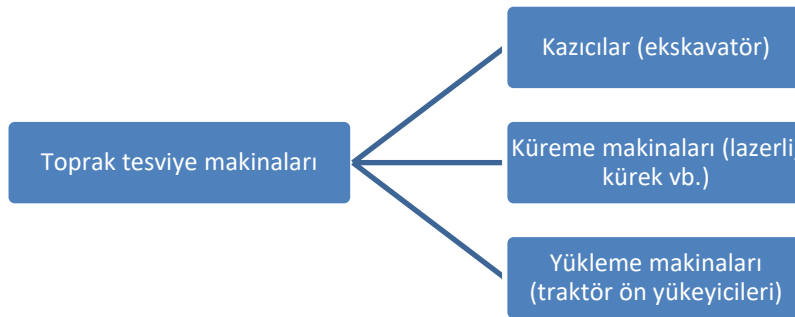 Kazıcılar (ekskavatör)
Toprak tesviye makinaları
Küreme makinaları (lazerli,
kürek vb.)
Yükleme makinaları
(traktör ön yükeyicileri)